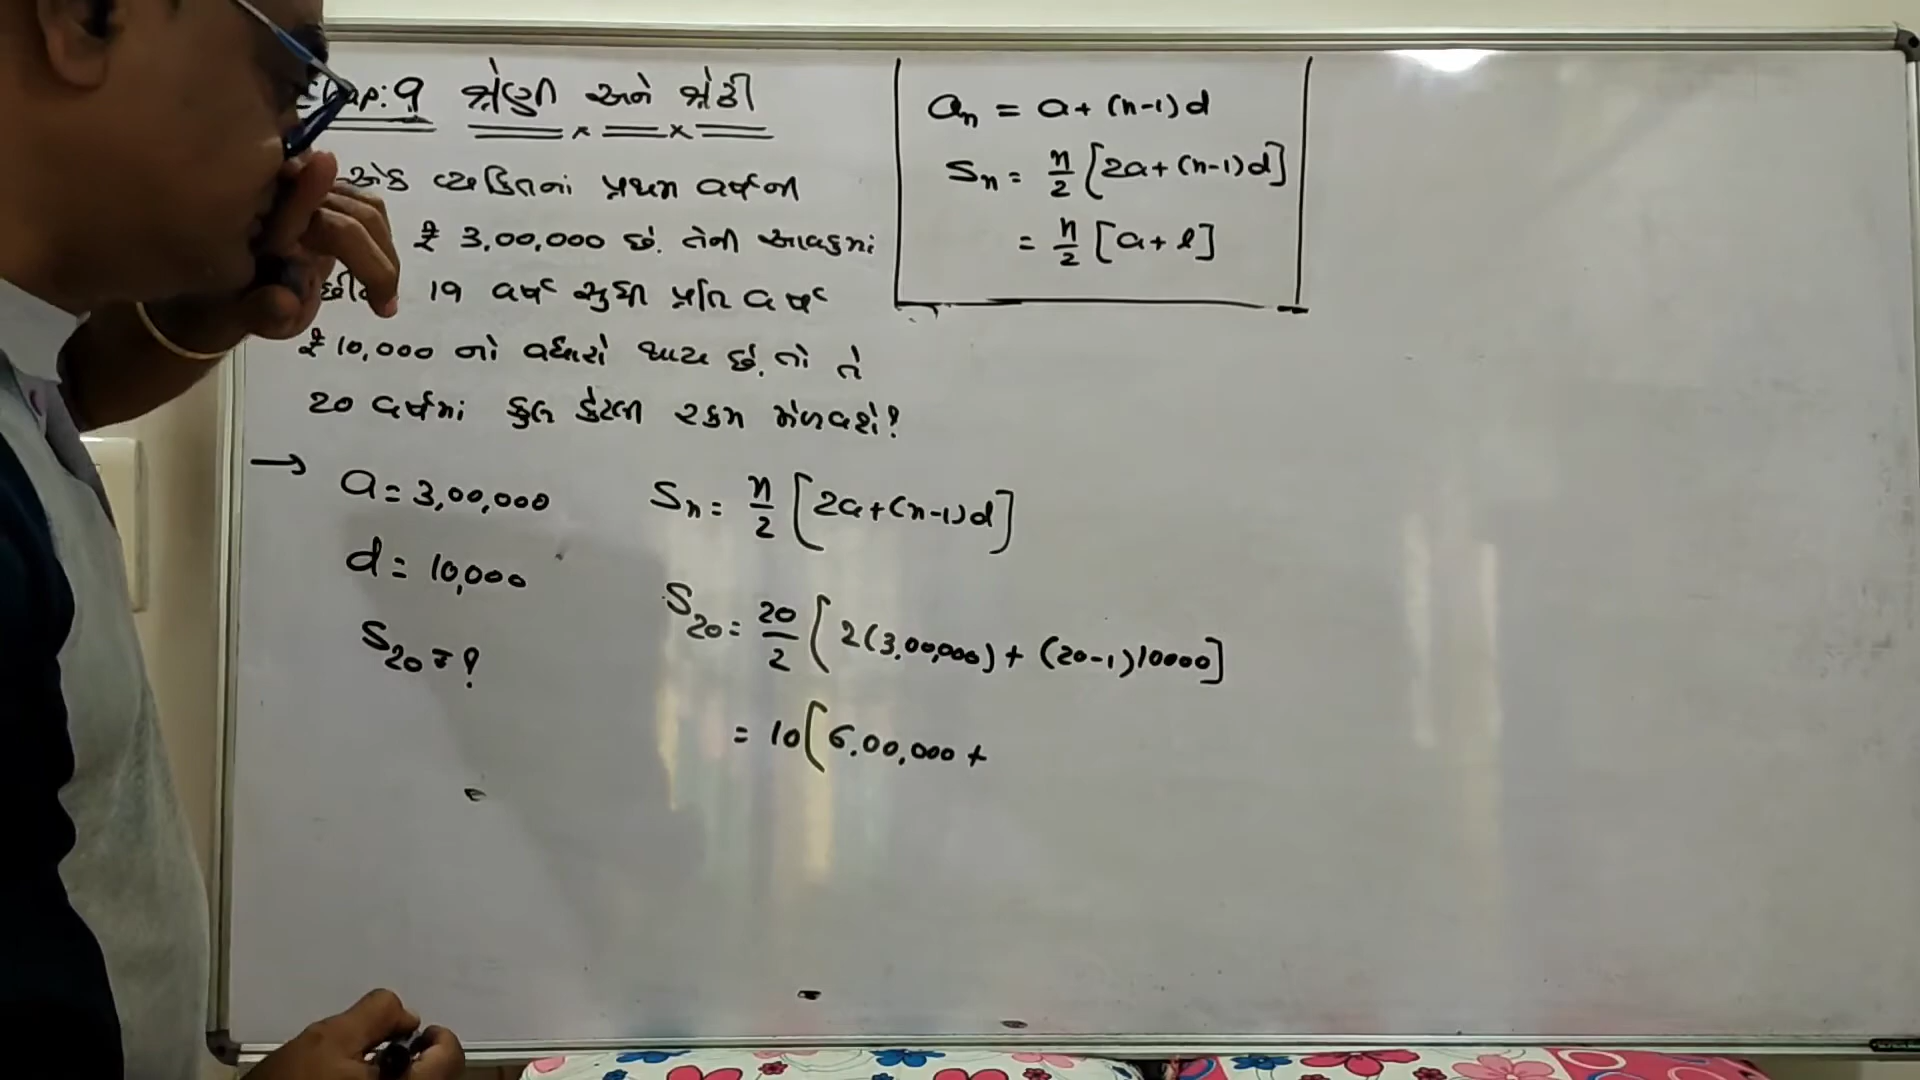 Chap: 9 શ્રેણી અને શ્રેઢી
એક વ્યક્તિનાં પ્રથમ વર્ષની
₹ 3,00,000 છે. તેની આવકમાં
19 વર્ષ સુધી પ્રતિ વર્ષ
₹ 10,000 નો વધારો થાય છે. તો તે
20 વર્ષમાં કુલ કેટલી રકમ મેળવશે?
aₙ = a + (n-1)d
Sₙ = n/2 [2a + (n-1)d]
= n/2 [a + l]
→ a = 3,00,000
d = 10,000
S₂₀ = ?
Sₙ = n/2 [2a + (n-1)d]
S₂₀ = 20/2 [2(3,00,000) + (20-1)10000]
= 10[6,00,000 +